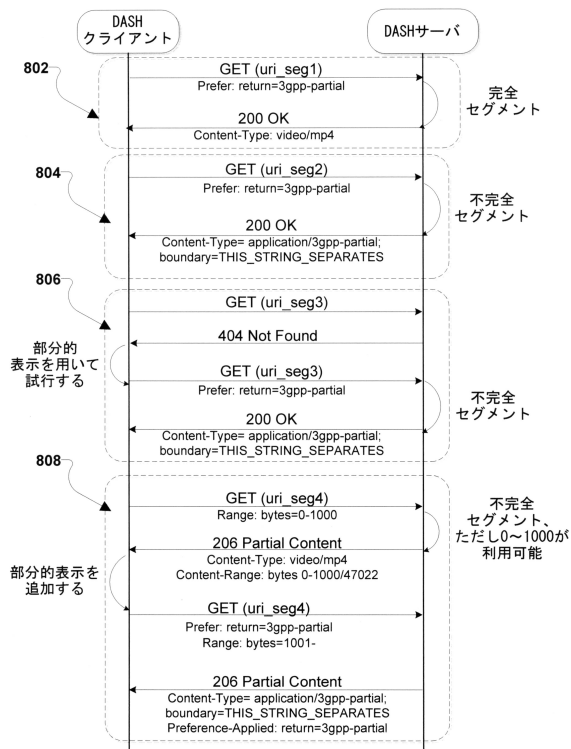 DASH
クライアント
DASHサーバ
802
GET (uri_seg1)
Prefer: return=3gpp-partial
完全
セグメント
200 OK
Content-Type: video/mp4
804
GET (uri_seg2)
Prefer: return=3gpp-partial
不完全
セグメント
200 OK
Content-Type= application/3gpp-partial;
boundary=THIS_STRING_SEPARATES
806
GET (uri_seg3)
404 Not Found
部分的
表示を用いて
試行する
GET (uri_seg3)
Prefer: return=3gpp-partial
不完全
セグメント
200 OK
Content-Type= application/3gpp-partial;
boundary=THIS_STRING_SEPARATES
808
GET (uri_seg4)
Range: bytes=0-1000
不完全
セグメント、
ただし0～1000が
利用可能
206 Partial Content
Content-Type: video/mp4
Content-Range: bytes 0-1000/47022
部分的表示を
追加する
GET (uri_seg4)
Prefer: return=3gpp-partial
Range: bytes=1001-
206 Partial Content
Content-Type= application/3gpp-partial;
boundary=THIS_STRING_SEPARATES
Preference-Applied: return=3gpp-partial